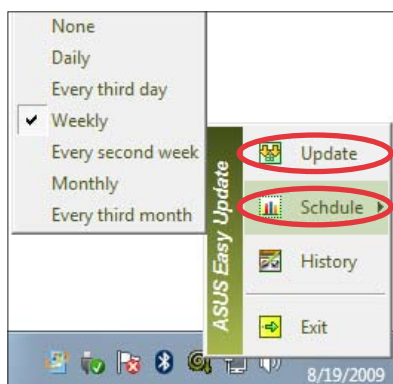 None
Daily
Every third day
Weekly
Every second week
Monthly
Every third month
ASUS Easy Update
Update
Schdule
History
Exit
8/19/2009